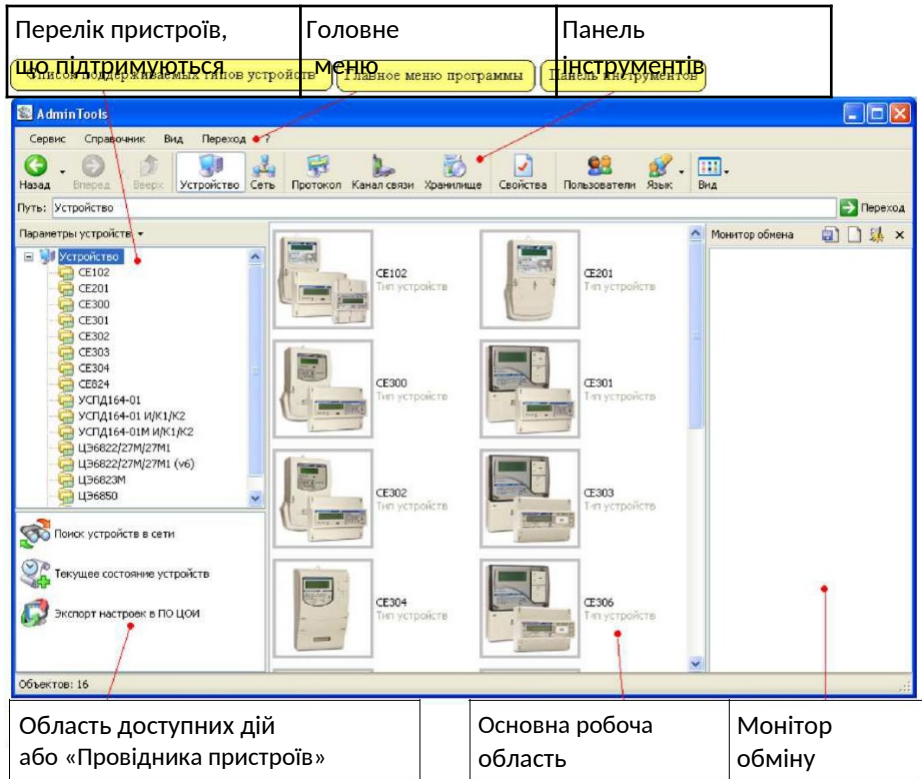 Перелік пристроїв,
що підтримуються
Головне
меню
Панель
інструментів
Список поддерживаемых типов устройств
Главное меню программы
Панель инструментов
AdminTools
Сервис Справочник Вид Переход ?
Назад Вперед Вверх Устройство Сеть Протокол Канал связи Хранилище Свойства Пользователи Язык Вид
Путь: Устройство Переход
Параметры устройств
Устройство
CE102
CE201
CE300
CE301
CE302
CE303
CE304
CE824
УСПД164-01
УСПД164-01 И/К1/К2
УСПД164-01М И/К1/К2
ЦЭ6822/27М/27М1
ЦЭ6822/27М/27М1 (v6)
ЦЭ6823М
ЦЭ6850
Поиск устройств в сети
Текущее состояние устройств
Экспорт настроек в ПО ЦОИ
CE102
Тип устройств
CE201
Тип устройств
CE300
Тип устройств
CE301
Тип устройств
CE302
Тип устройств
CE303
Тип устройств
CE304
Тип устройств
CE306
Тип устройств
Монитор обмена
Объектов: 16
Область доступних дій
або «Провідника пристроїв»
Основна робоча
область
Монітор
обміну